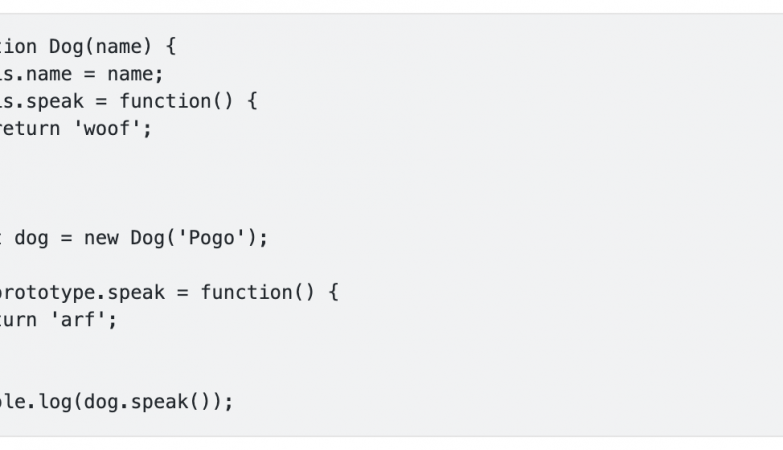 tion Dog(name) {
is.name = name;
is.speak = function() {
return 'woof';
t dog = new Dog('Pogo');
prototype.speak = function() {
turn 'arf';
ole.log(dog.speak());